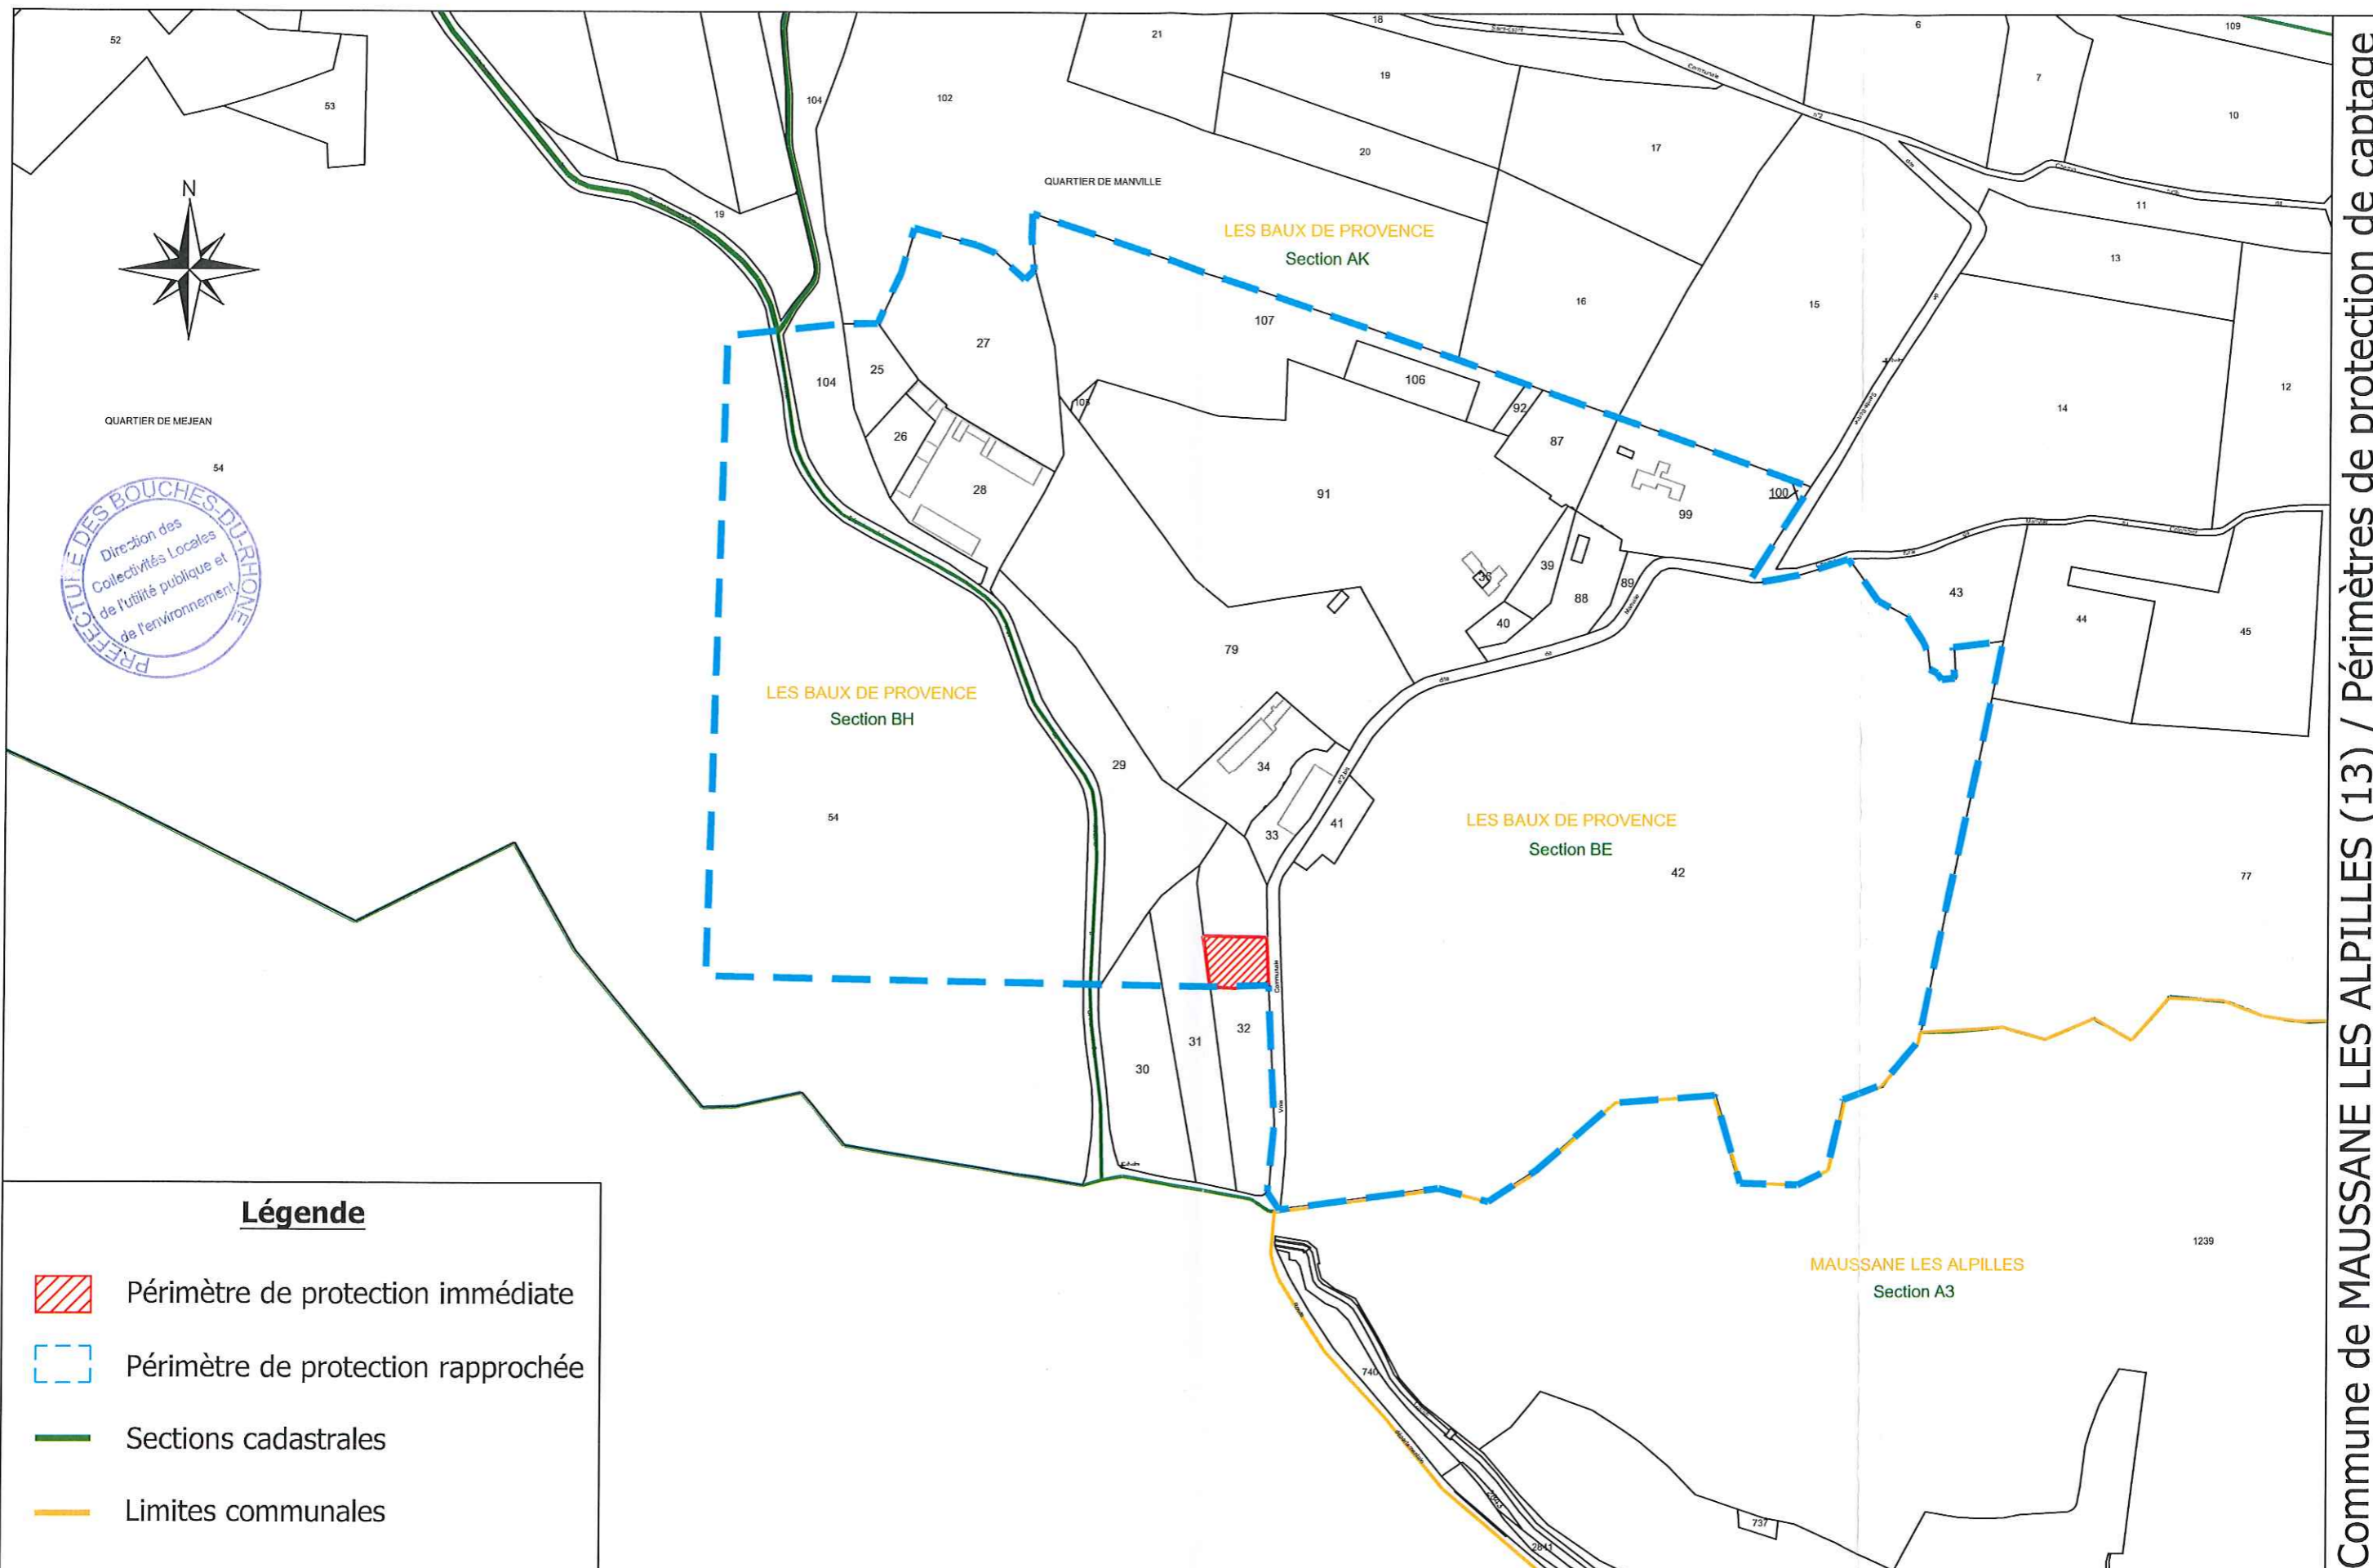 Commune de MAUSSANE LES ALPILLES (13) / Périmètres de protection de captage
52
53
21
18
6
109
104
102
19
7
10
20
17
QUARTIER DE MANVILLE
N
19
LES BAUX DE PROVENCE
Section AK
11
13
16
15
107
27
12
104
25
106
92
14
QUARTIER DE MEJEAN
26
87
54
28
91
100
99
PREFECTURE DES BOUCHES-DU-RHONE
Direction des
Collectivités Locales
de l'utilité publique et
de l'environnement
39
89
88
43
40
44
45
79
LES BAUX DE PROVENCE
Section BH
29
34
54
33
41
LES BAUX DE PROVENCE
Section BE
42
77
Communale
32
31
30
Voie
MAUSSANE LES ALPILLES
Section A3
1239
740
737
2841
Légende
Périmètre de protection immédiate
Périmètre de protection rapprochée
Sections cadastrales
Limites communales